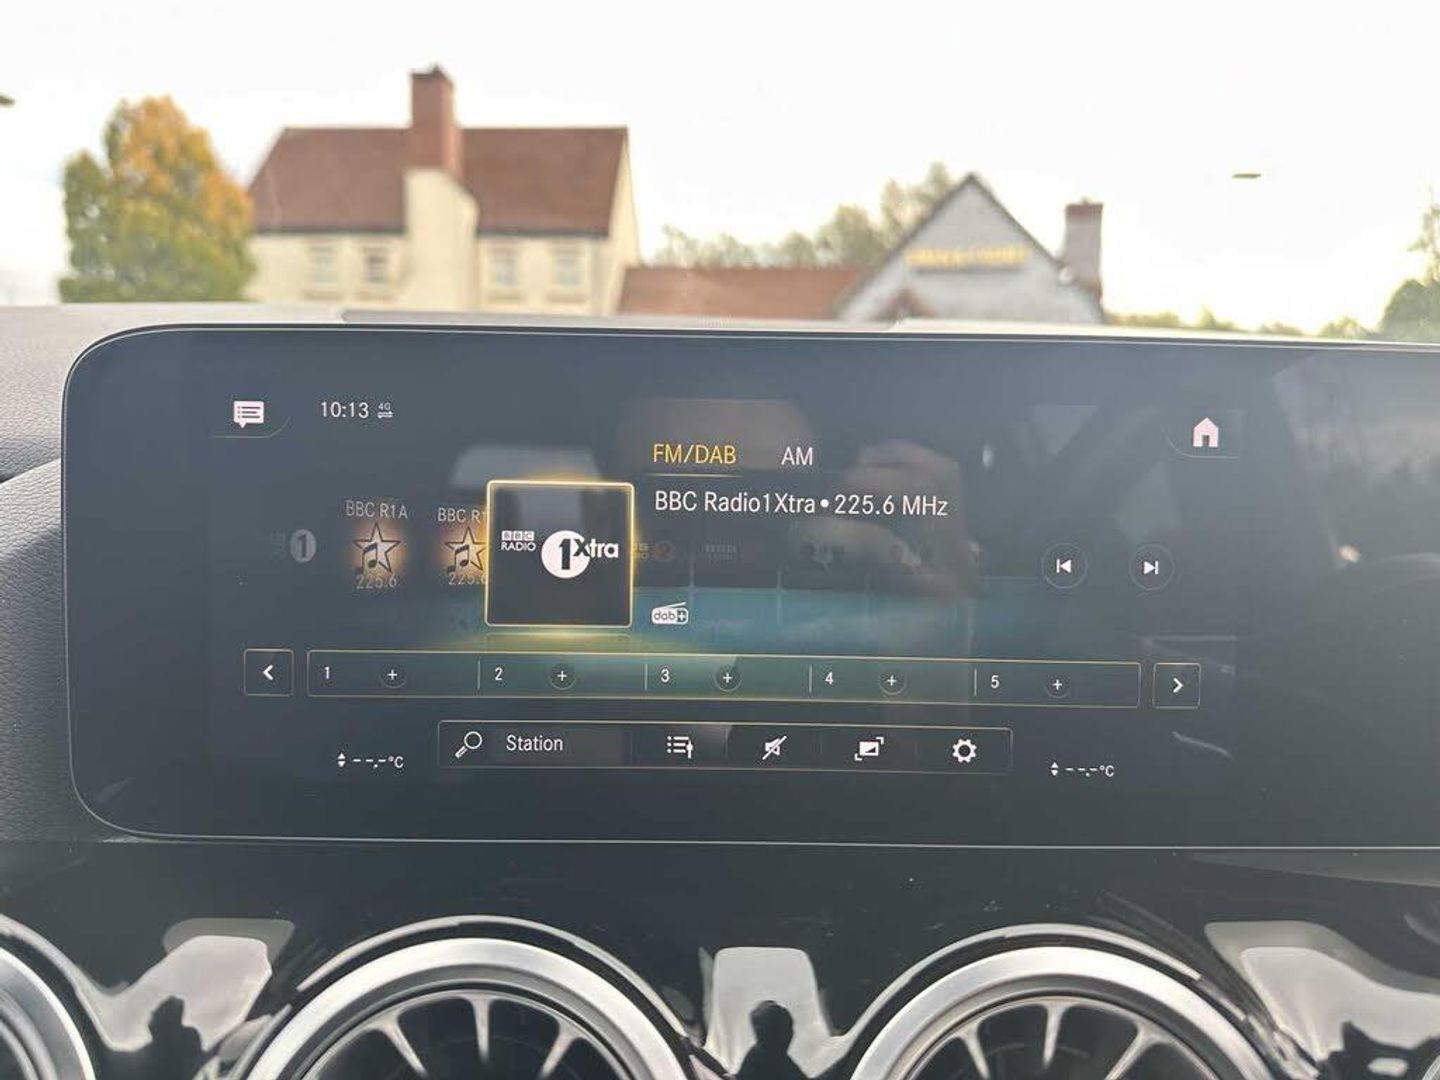 10:13 4G
FM/DAB AM
BBC Radio1Xtra • 225.6 MHz
BBC R1A
BBC R1
1
BBC
RADIO
1Xtra
225.6
225.6
dab+
1 + 2 + 3 + 4 + 5 +
Station
--.-°C
--.-°C